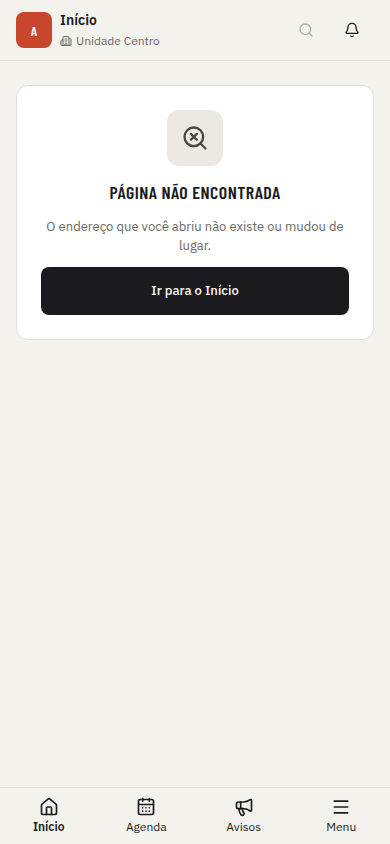 A
Início
Unidade Centro
PÁGINA NÃO ENCONTRADA
O endereço que você abriu não existe ou mudou de
lugar.
Ir para o Início
Início
Agenda
Avisos
Menu